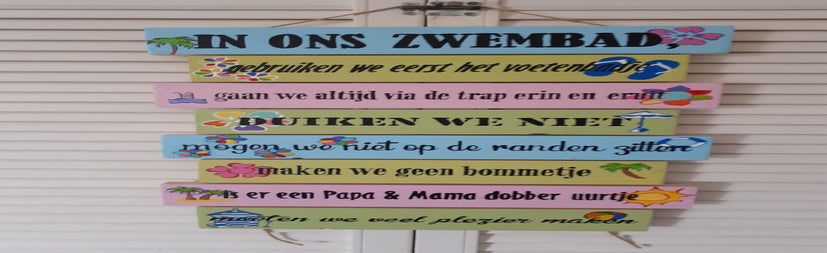 IN ONS ZWEMBAD,
gebruiken we eerst het voetenbadje
gaan we altijd via de trap erin en eruit
DUIKEN WE NIET
mogen we niet op de randen zitten
maken we geen bommetje
is er een Papa & Mama dobber uurtje
moeten we veel plezier maken